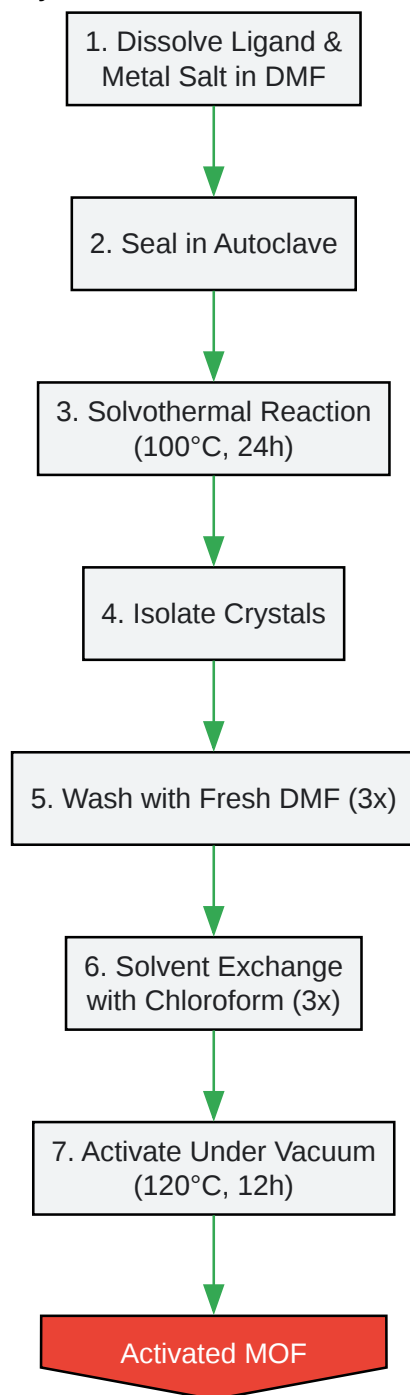 1. Dissolve Ligand &
Metal Salt in DMF
2. Seal in Autoclave
3. Solvothermal Reaction
(100°C, 24h)
4. Isolate Crystals
5. Wash with Fresh DMF (3x)
6. Solvent Exchange
with Chloroform (3x)
7. Activate Under Vacuum
(120°C, 12h)
Activated MOF